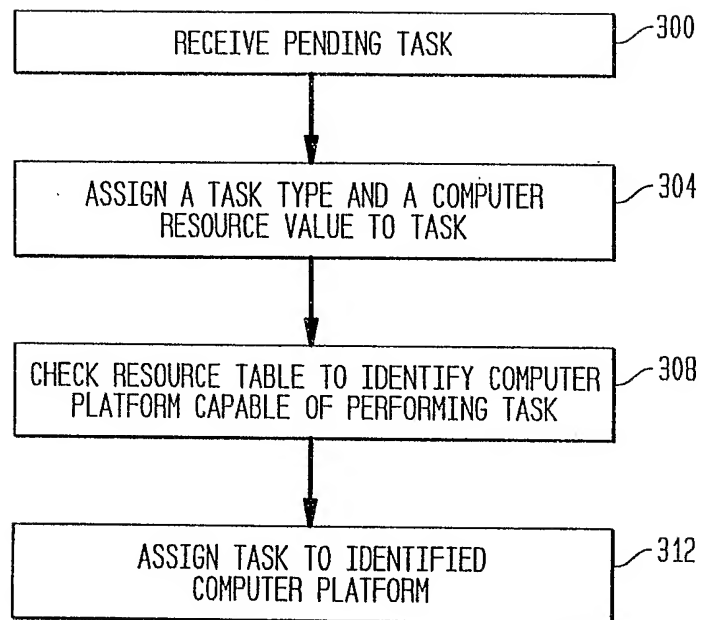 RECEIVE PENDING TASK
300
ASSIGN A TASK TYPE AND A COMPUTER
RESOURCE VALUE TO TASK
304
CHECK RESOURCE TABLE TO IDENTIFY COMPUTER
PLATFORM CAPABLE OF PERFORMING TASK
308
ASSIGN TASK TO IDENTIFIED
COMPUTER PLATFORM
312